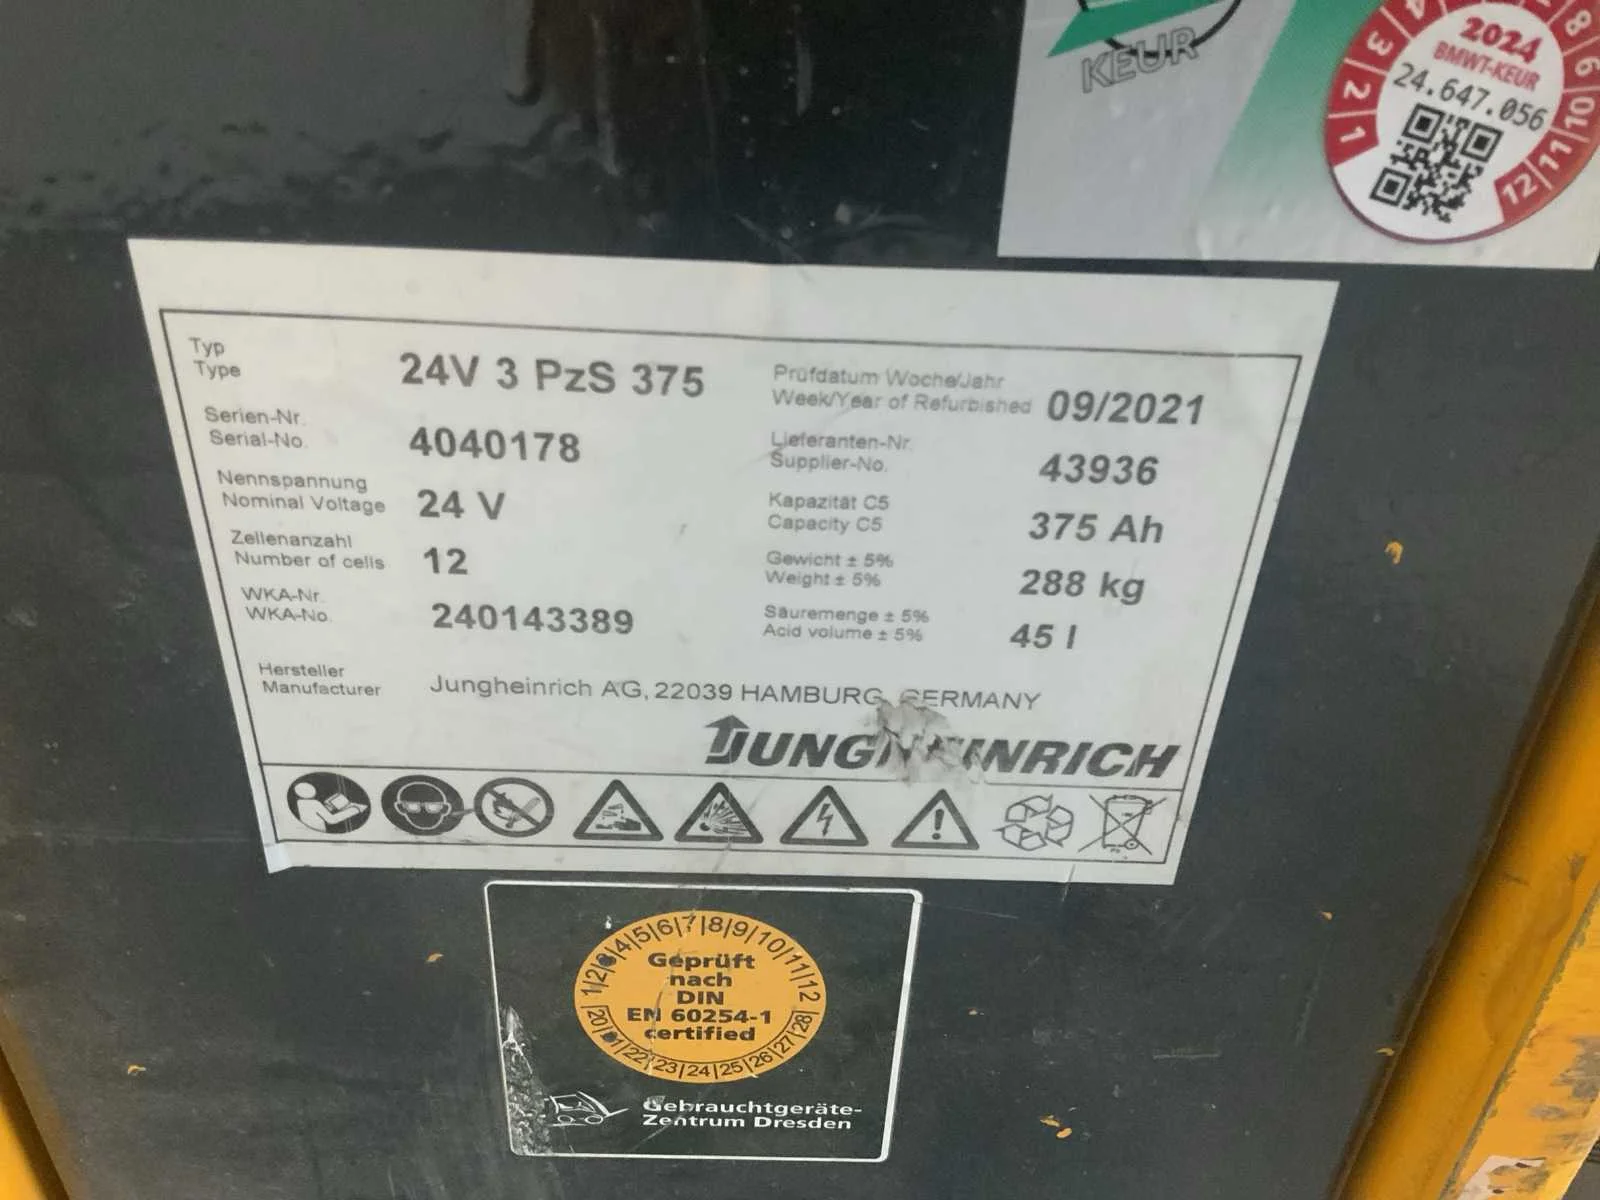 KEUR
2024
BMWT-KEUR
24.647.056
1 2 3 4 8 9 10 11 12
Typ
Type
24V 3 PzS 375
Prüfdatum Woche/Jahr
Week/Year of Refurbished
09/2021
Serien-Nr.
Serial-No.
4040178
Lieferanten-Nr.
Supplier-No.
43936
Nennspannung
Nominal Voltage
24 V
Kapazität C5
Capacity C5
375 Ah
Zellenanzahl
Number of cells
12
Gewicht ± 5%
Weight ± 5%
288 kg
WKA-Nr.
WKA-No.
240143389
Säuremenge ± 5%
Acid volume ± 5%
45 l
Hersteller
Manufacturer
Jungheinrich AG, 22039 HAMBURG, GERMANY
JUNGHEINRICH
1/2/3/4/5/6/7/8/9/10/11/12
Geprüft
nach
DIN
EN 60254-1
certified
20/21/22/23/24/25/26/27/28
Gebrauchtgeräte-
Zentrum Dresden